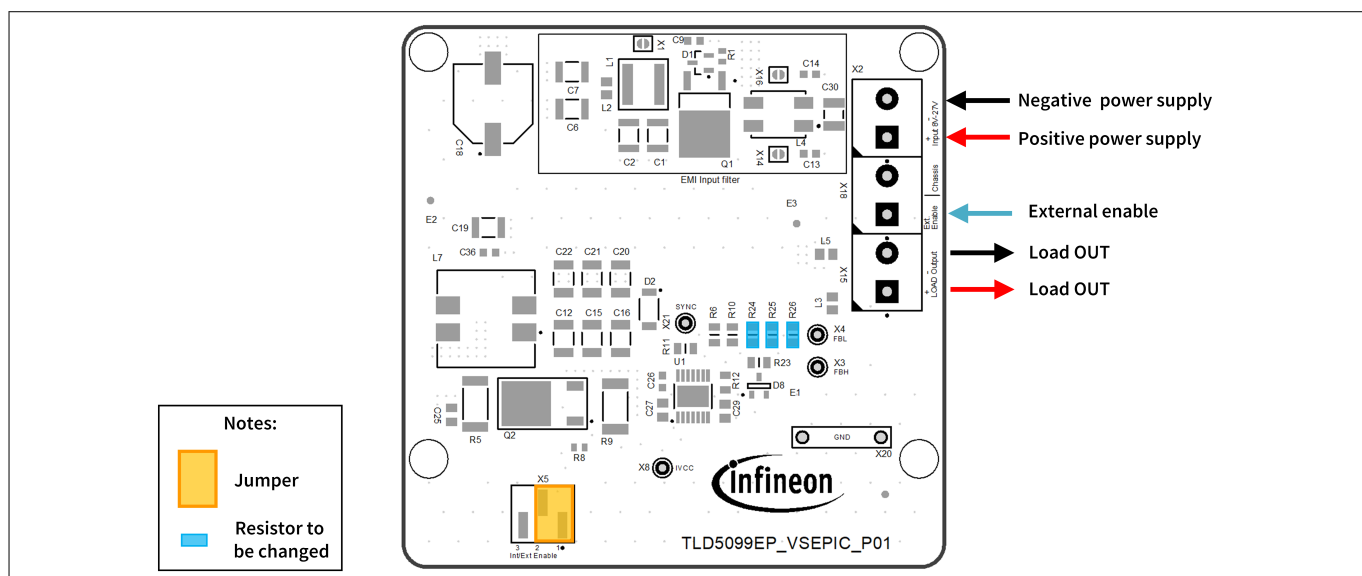 X1
C9
D1
R1
L1
X16
C14
X2
C7
L2
C30
C6
C18
C2
C1
Q1
X14
L4
C13
EMI Input filter
- + Input 8V-27V
Negative power supply
Positive power supply
X18
Chassis
Ext. Enable
External enable
E2
E3
C19
C36
L7
C22
C21
C20
D2
L5
X15
- + LOAD Output
Load OUT
Load OUT
L3
C12
C15
C16
SYNC
X21
R6
R10
R24
R25
R26
X4
FBL
R11
U1
R23
X3
FBH
C26
R12
D8
E1
C27
C29
C25
R5
Q2
R9
GND
X20
R8
X8
IVCC
infineon
X5
3 2 1
Int/Ext Enable
TLD5099EP_VSEPIC_P01
Notes:
Jumper
Resistor to
be changed